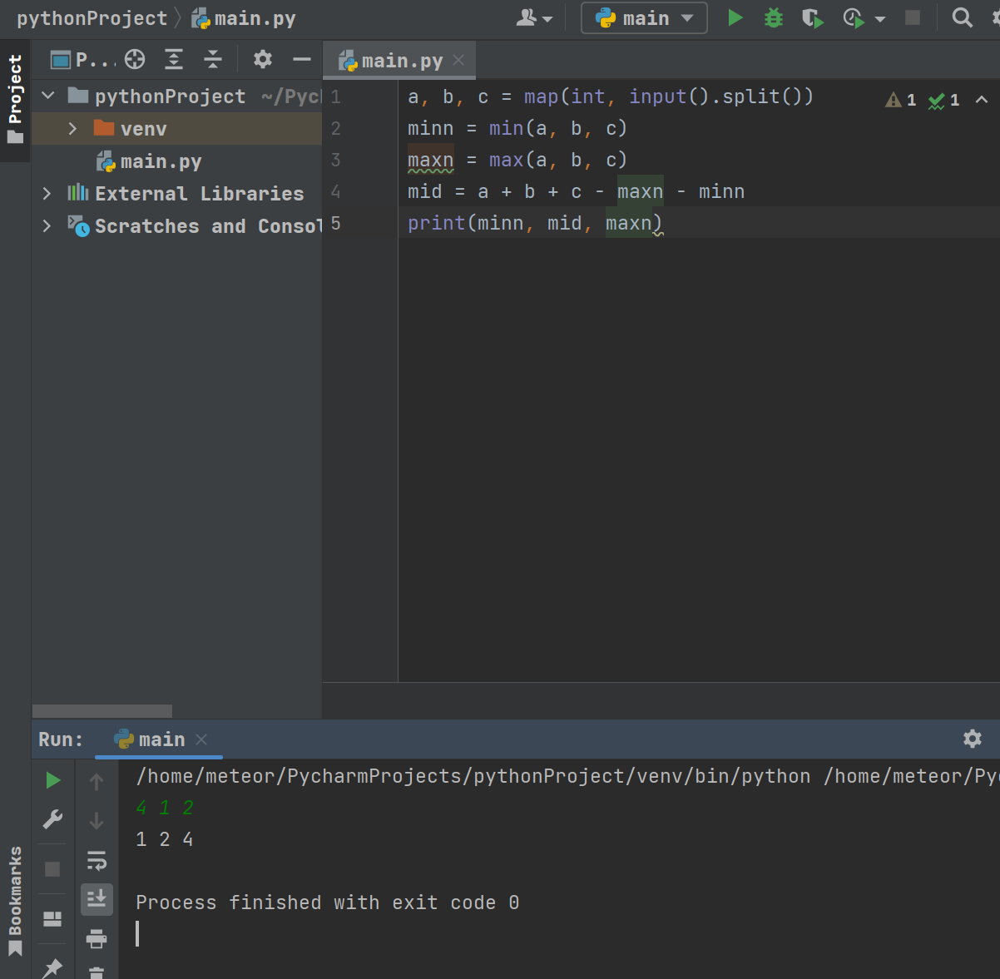 pythonProject main.py
main
Project
P...
main.py
pythonProject ~/Pyc
venv
main.py
External Libraries
Scratches and Consol
1 a, b, c = map(int, input().split())
2 minn = min(a, b, c)
3 maxn = max(a, b, c)
4 mid = a + b + c - maxn - minn
5 print(minn, mid, maxn)
1 1
Run: main
/home/meteor/PycharmProjects/pythonProject/venv/bin/python /home/meteor/Pyc
4 1 2
1 2 4
Process finished with exit code 0
Bookmarks